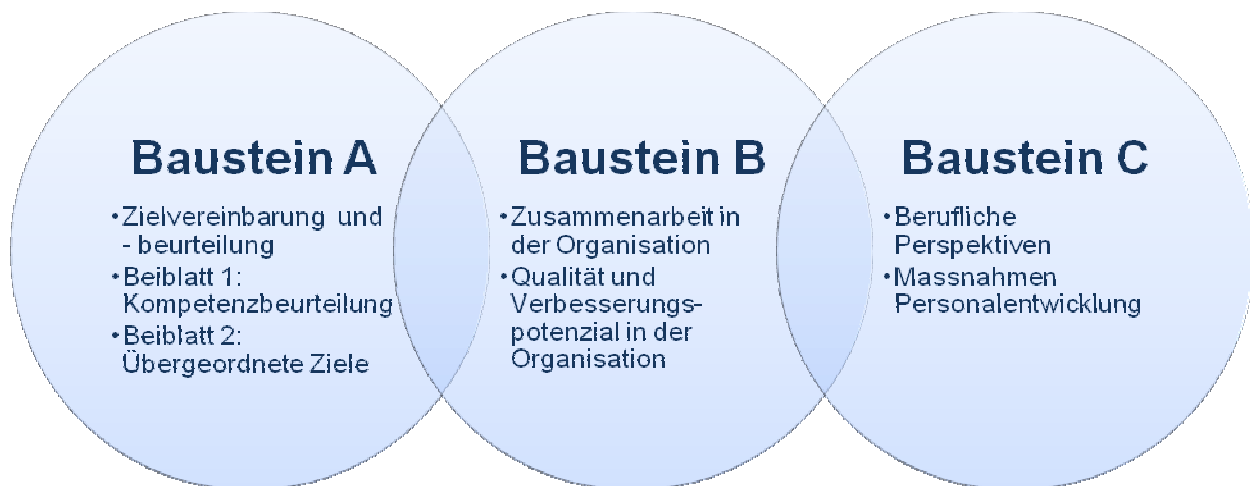 Baustein A
•Zielvereinbarung und
- beurteilung
•Beiblatt 1:
Kompetenzbeurteilung
•Beiblatt 2:
Übergeordnete Ziele
Baustein B
•Zusammenarbeit in
der Organisation
•Qualität und
Verbesserungs-
potenzial in der
Organisation
Baustein C
•Berufliche
Perspektiven
•Massnahmen
Personalentwicklung